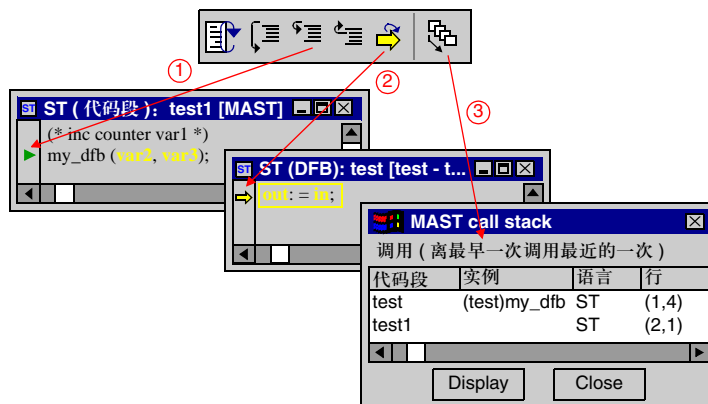 ①
②
③
ST
ST ( 代码段 ): test1 [MAST]
(* inc counter var1 *)
my_dfb (var2, var3);
ST
ST (DFB): test [test - t...
out: = in;
MAST call stack
调用 ( 离最早一次调用最近的一次 )
代码段 实例 语言 行
test (test)my_dfb ST (1,4)
test1 ST (2,1)
Display Close